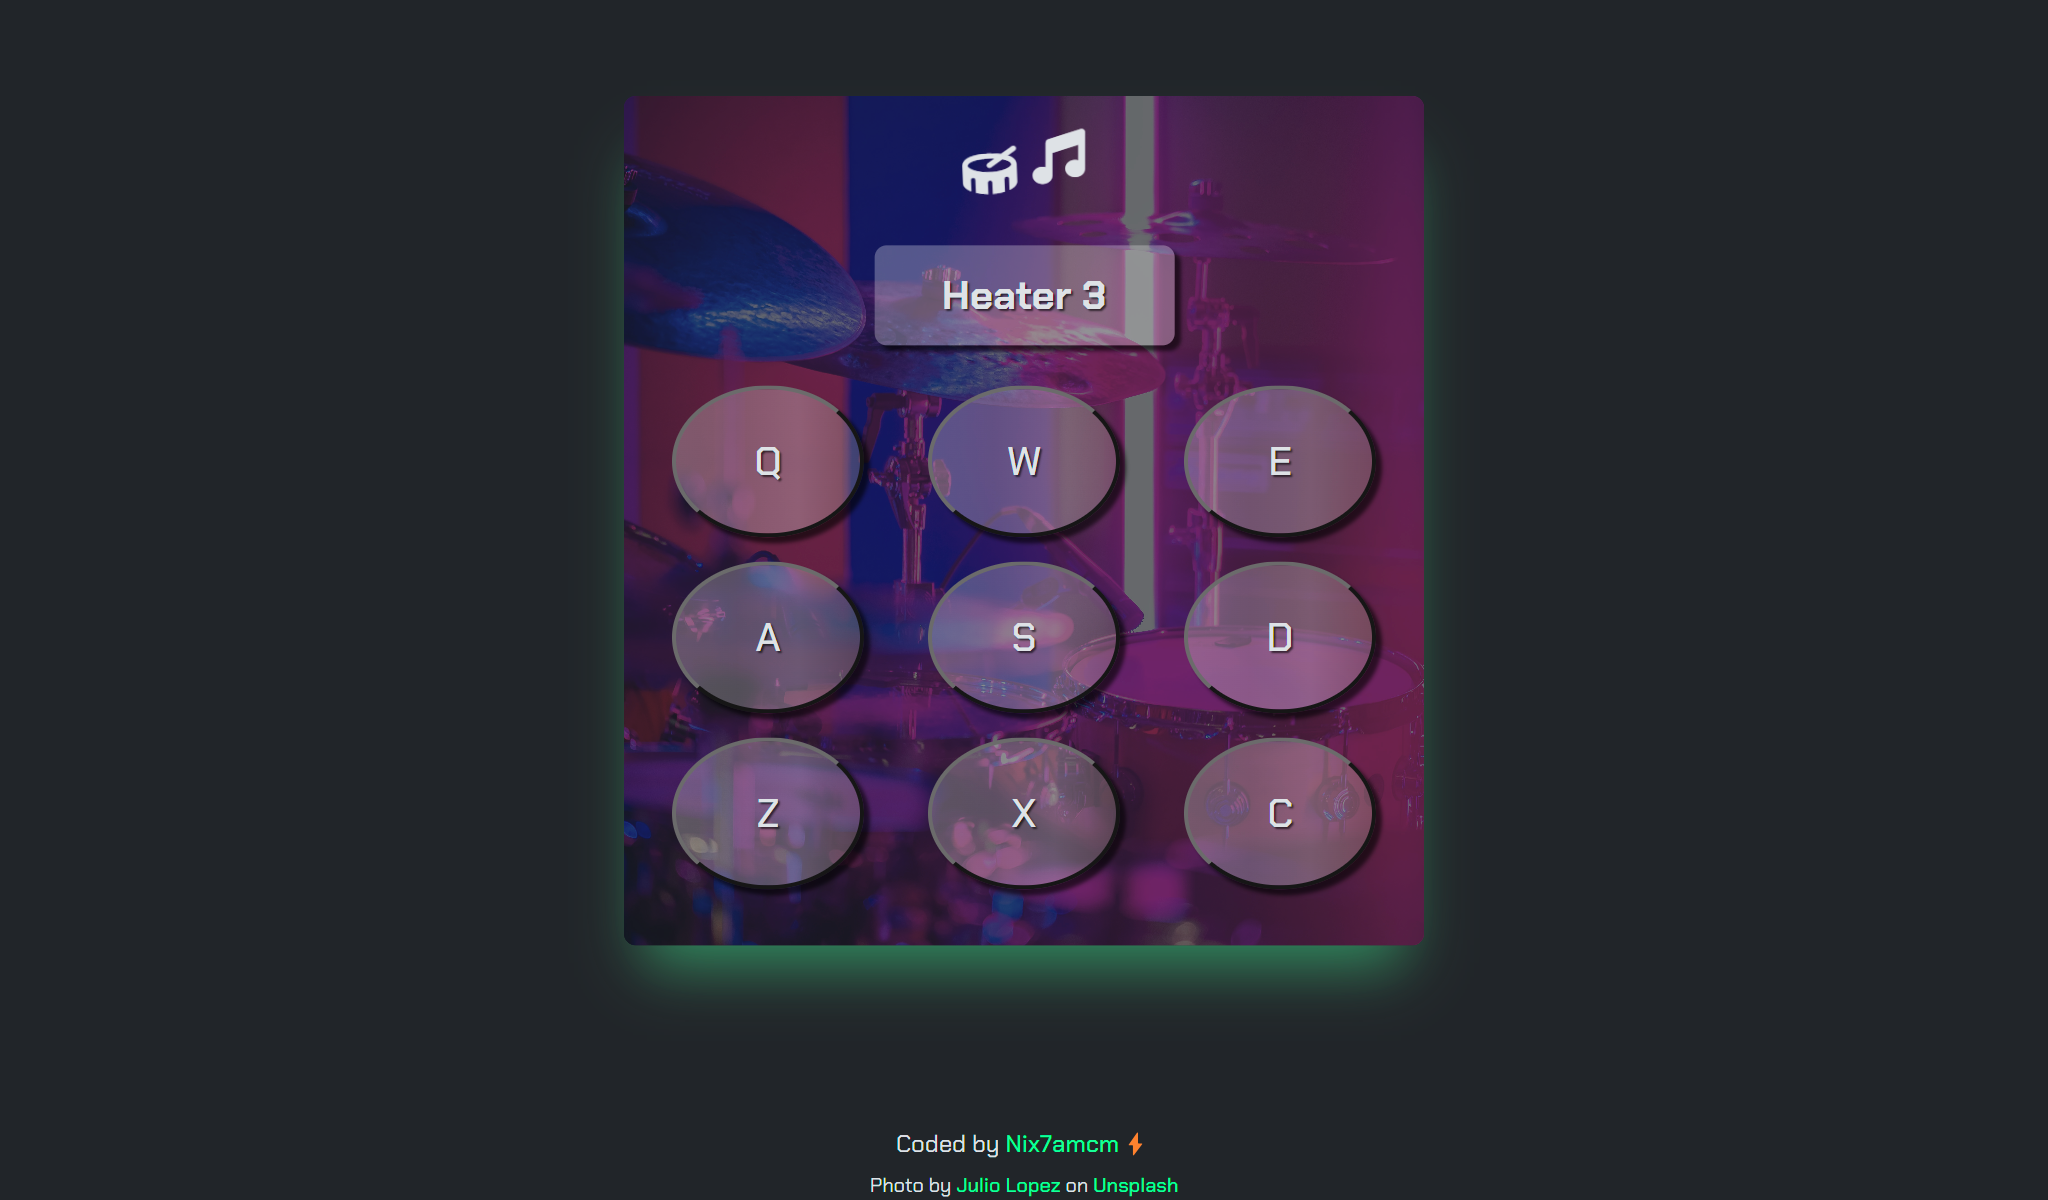 Heater 3
Q W E
A S D
Z X C
Coded by Nix7amcm
Photo by Julio Lopez on Unsplash